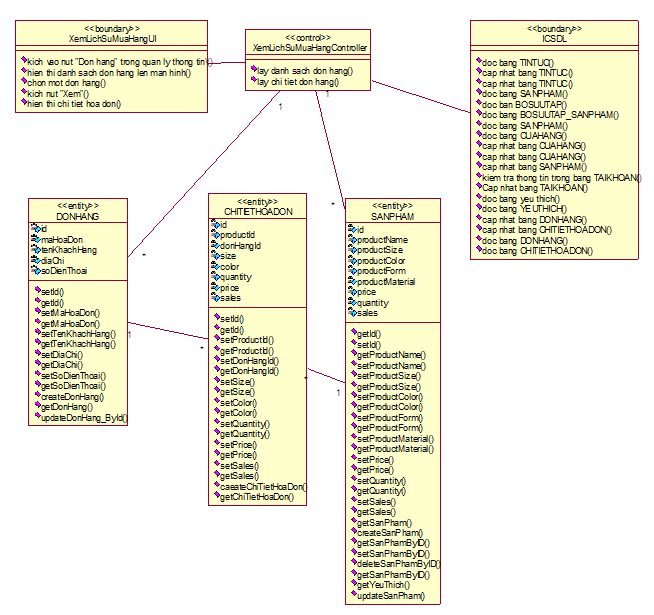 <<boundary>>
XemLichSuMuaHangUI
kich vao nut "Don hang" trong quan ly thong tin\()
hien thi danh sach don hang len man hinh()
chon mot don hang()
kich nut "Xem"()
hien thi chi tiet hoa don()
<<control>>
XemLichSuMuaHangController
lay danh sach don hang()
lay chi tiet don hang()
<<boundary>>
ICSDL
doc bang TINTUC()
cap nhat bang TINTUC()
cap nhat bang TINTUC()
doc bang SANPHAM()
doc ban BOSUUTAP()
doc bang BOSUUTAP_SANPHAM()
doc bang SANPHAM()
doc bang CUAHANG()
cap nhat bang CUAHANG()
cap nhat bang CUAHANG()
cap nhat bang SANPHAM()
kiem tra thong tin trong bang TAIKHOAN()
Cap nhat bang TAIKHOAN()
doc bang yeu thich()
doc bang YEUTHICH()
cap nhat bang DONHANG()
cap nhat bang CHITIETHOADON()
doc bang DONHANG()
doc bang CHITIETHOADON()
1
1
<<entity>>
DONHANG
id
maHoaDon
tenKhachHang
diaChi
soDienThoai
setId()
getId()
setMaHoaDon()
getMaHoaDon()
setTenKhachHang()
getTenKhachHang()
setDiaChi()
getDiaChi()
setSoDienThoai()
getSoDienThoai()
createDonHang()
getDonHang()
updateDonHang_ById()
*
1
*
<<entity>>
CHITIETHOADON
id
productId
donHangId
size
color
quantity
price
sales
setId()
getId()
setProductId()
getProductId()
setDonHangId()
getDonHangId()
setSize()
getSize()
setColor()
getColor()
setQuantity()
getQuantity()
setPrice()
getPrice()
setSales()
getSales()
caeateChiTietHoaDon()
getChiTietHoaDon()
*
*
1
<<entity>>
SANPHAM
id
productName
productSize
productColor
productForm
productMaterial
price
quantity
sales
getId()
setId()
getProductName()
setProductName()
setProductSize()
getProductSize()
setProductColor()
getProductColor()
setProductForm()
getProductForm()
setProductMaterial()
getProductMaterial()
setPrice()
getPrice()
setQuantity()
getQuantity()
setSales()
getSales()
getSanPham()
createSanPham()
getSanPhamByID()
setSanPhamByID()
deleteSanPhamByID()
getSanPhamByID()
getYeuThich()
updateSanPham()